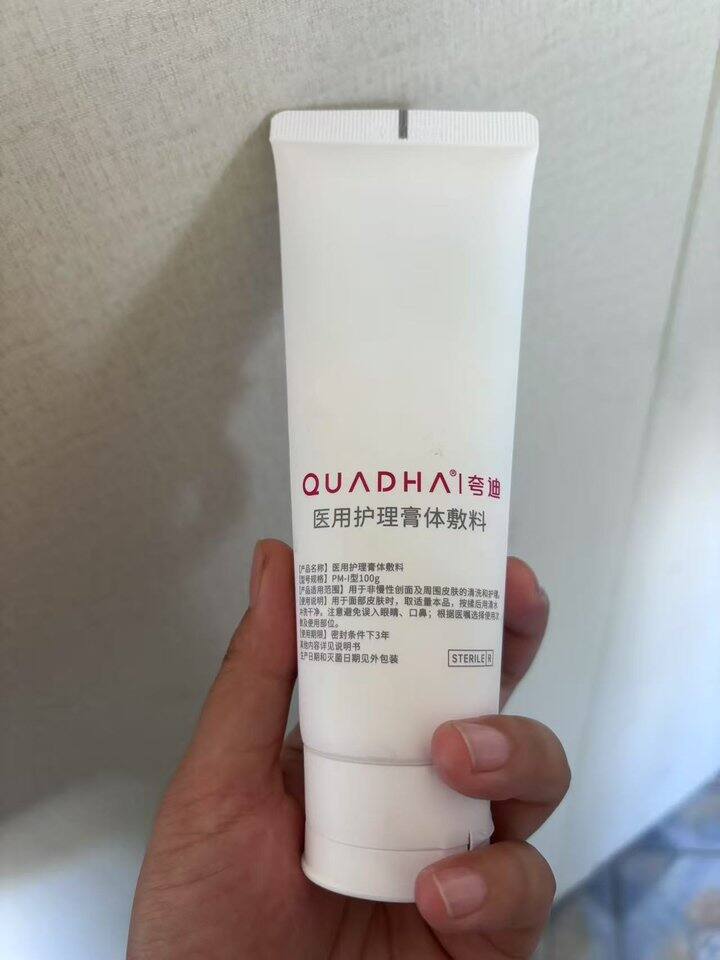 QUADHA®|夸迪
医用护理膏体敷料
【产品名称】医用护理膏体敷料
【型号规格】PM-I型100g
【产品适用范围】用于非慢性创面及周围皮肤的清洗和护理。
【使用说明】用于面部皮肤时，取适量本品，按揉后用清水
冲洗干净。注意避免误入眼睛、口鼻；根据医嘱选择使用次
数及使用部位。
【使用期限】密封条件下3年
其他内容详见说明书
生产日期和灭菌日期见外包装
STERILE R